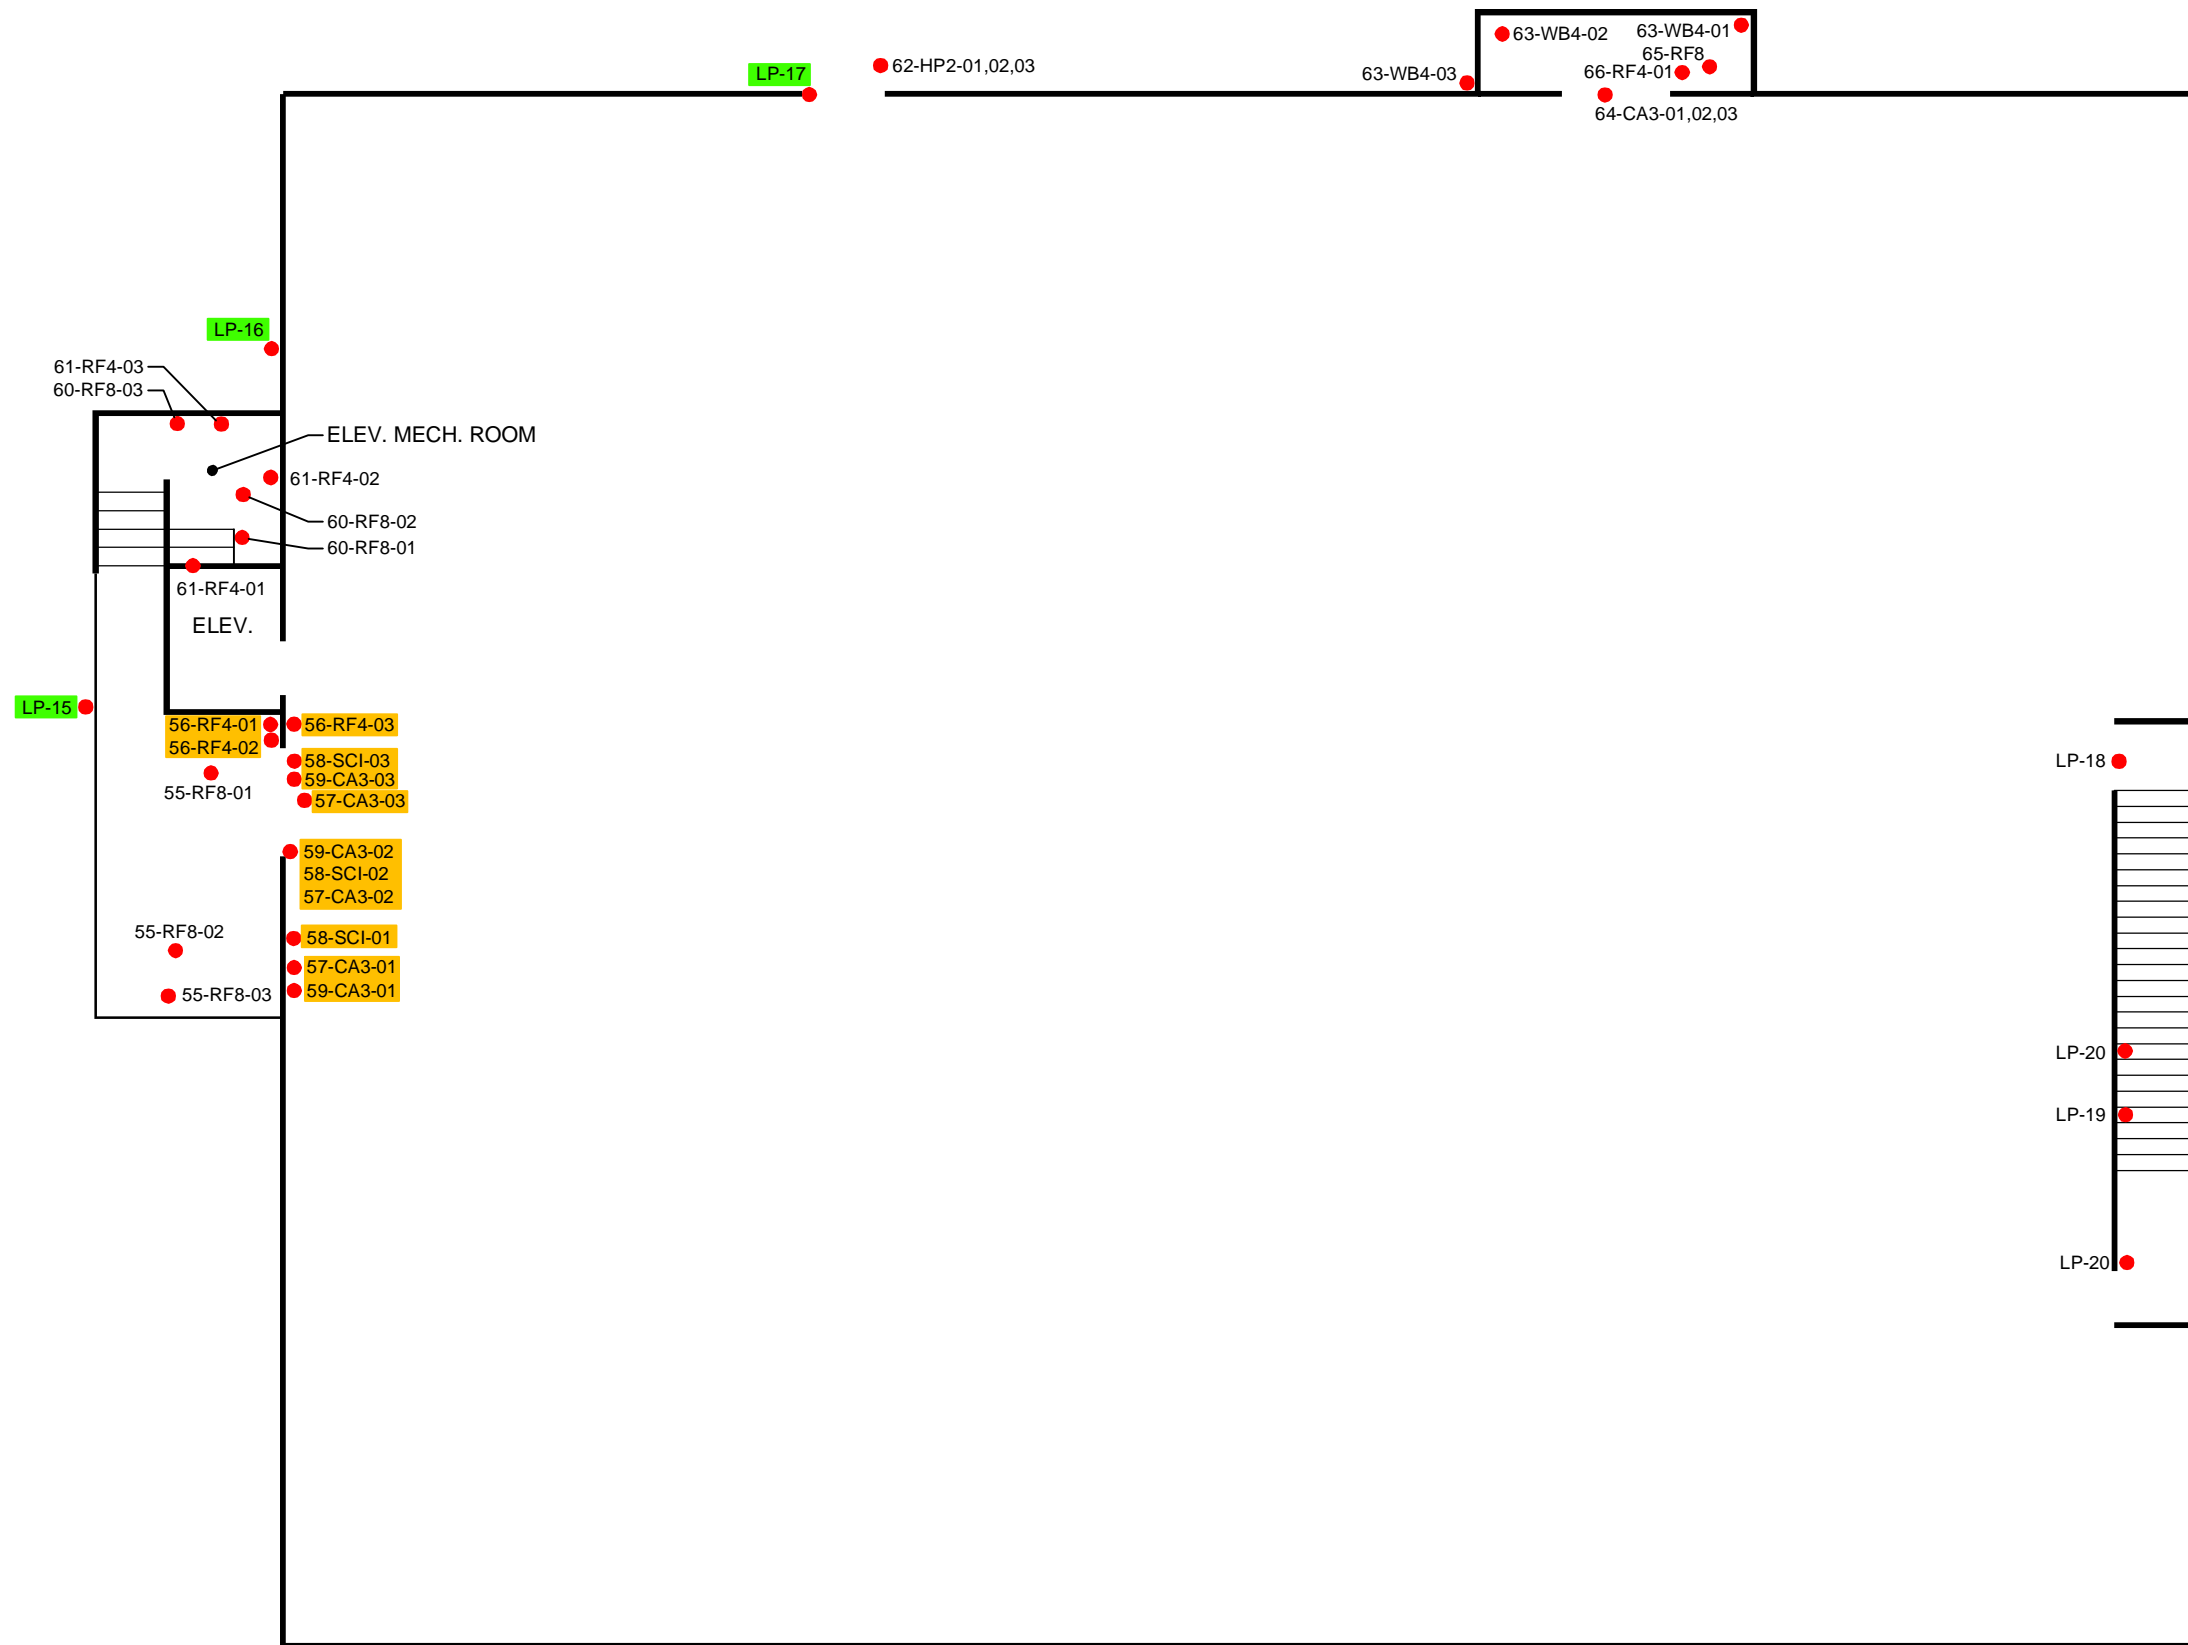 63-WB4-02
63-WB4-01
65-RF8
62-HP2-01,02,03
LP-17
63-WB4-03
66-RF4-01
64-CA3-01,02,03
LP-16
61-RF4-03
60-RF8-03
ELEV. MECH. ROOM
61-RF4-02
60-RF8-02
60-RF8-01
61-RF4-01
ELEV.
LP-15
56-RF4-01
56-RF4-03
56-RF4-02
58-SCI-03
LP-18
59-CA3-03
55-RF8-01
57-CA3-03
59-CA3-02
58-SCI-02
57-CA3-02
55-RF8-02
58-SCI-01
57-CA3-01
59-CA3-01
55-RF8-03
LP-20
LP-19
LP-20